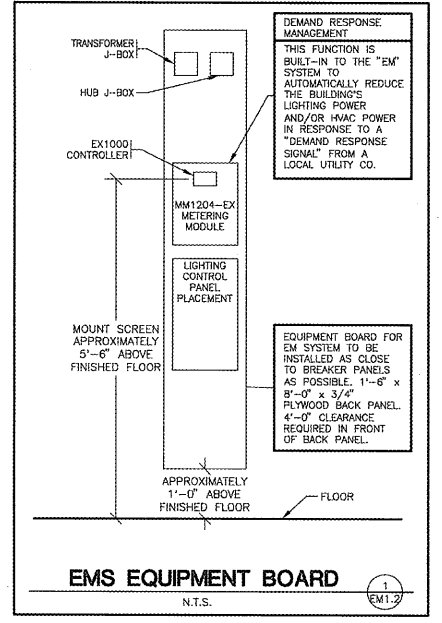 DEMAND RESPONSE
MANAGEMENT
THIS FUNCTION IS
BUILT-IN TO THE "EM"
SYSTEM TO
AUTOMATICALLY REDUCE
THE BUILDING'S
LIGHTING POWER
AND/OR HVAC POWER
IN RESPONSE TO A
"DEMAND RESPONSE
SIGNAL" FROM A
LOCAL UTILITY CO.
TRANSFORMER
J-BOX
HUB J-BOX
EX1000
CONTROLLER
MM1204-EX
METERING
MODULE
LIGHTING
CONTROL
PANEL
PLACEMENT
MOUNT SCREEN
APPROXIMATELY
5'-6" ABOVE
FINISHED FLOOR
EQUIPMENT BOARD FOR
EM SYSTEM TO BE
INSTALLED AS CLOSE
TO BREAKER PANELS
AS POSSIBLE. 1'-6" x
8'-0" x 3/4"
PLYWOOD BACK PANEL.
4'-0" CLEARANCE
REQUIRED IN FRONT
OF BACK PANEL.
APPROXIMATELY
1'-0" ABOVE
FINISHED FLOOR
FLOOR
EMS EQUIPMENT BOARD
N.T.S.
1
EM1.2